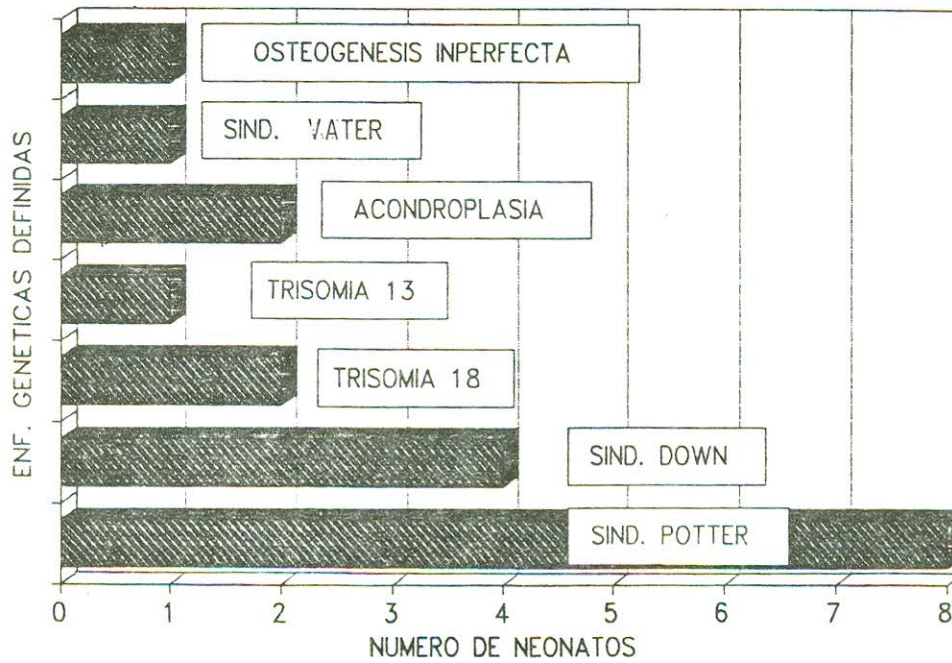 OSTEOGENESIS INPERFECTA
SIND. VATER
ACONDROPLASIA
TRISOMIA 13
TRISOMIA 18
SIND. DOWN
SIND. POTTER
ENF. GENETICAS DEFINIDAS
0 1 2 3 4 5 6 7 8
NUMERO DE NEONATOS